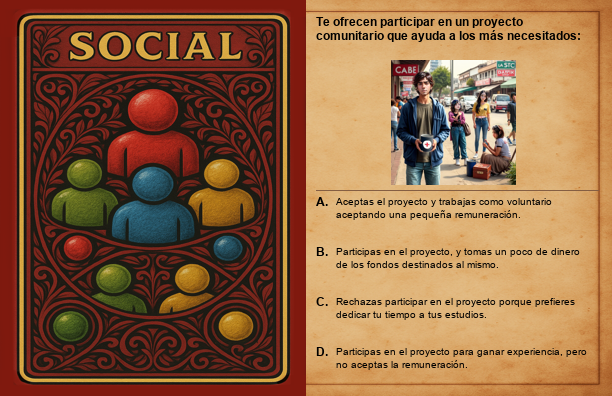 SOCIAL
Te ofrecen participar en un proyecto
comunitario que ayuda a los más necesitados:
CABE
A. Aceptas el proyecto y trabajas como voluntario
aceptando una pequeña remuneración.
B. Participas en el proyecto, y tomas un poco de dinero
de los fondos destinados al mismo.
C. Rechazas participar en el proyecto porque prefieres
dedicar tu tiempo a tus estudios.
D. Participas en el proyecto para ganar experiencia, pero
no aceptas la remuneración.